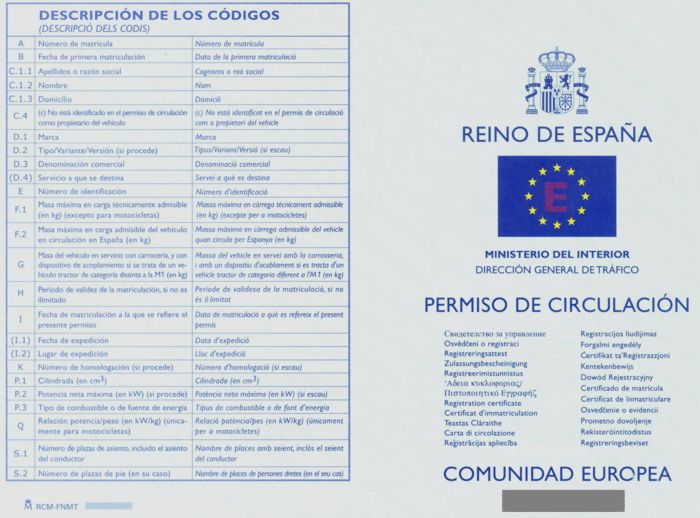 DESCRIPCIÓN DE LOS CÓDIGOS
(DESCRIPCIÓ DELS CODIS)
A Número de matrícula Número de matrícula
B Fecha de primera matriculación Data de la primera matriculació
C.1.1 Apellidos o razón social Cognoms o raó social
C.1.2 Nombre Nom
C.1.3 Domicilio Domicili
C.4 (c) No está identificado en el permiso de circulación (c) No està identificat en el permís de circulació
como propietario del vehículo com a propietari del vehicle
D.1 Marca Marca
D.2 Tipo/Variante/Versión (si procede) Tipus/Variant/Versió (si escau)
D.3 Denominación comercial Denominació comercial
(D.4) Servicio a que se destina Servei a què es destina
E Número de identificación Número d'identificació
F.1 Masa máxima en carga técnicamente admisible Massa màxima en càrrega tècnicament admissible
(en kg) (excepto para motocicletas) (en kg) (excepte per a motocicletes)
F.2 Masa máxima en carga admisible del vehículo Massa màxima en càrrega admissible del vehicle
en circulación en España (en kg) quan circula per Espanya (en kg)
G Masa del vehículo en servicio con carrocería, y con Massa del vehicle en servei amb la carrosseria,
dispositivo de acoplamiento si se trata de un ve- i amb un dispositiu d'acoblament si es tracta d'un
hículo tractor de categoría distinta a la M1 (en kg) vehicle tractor de categoria diferent a l'M1 (en kg)
H Período de validez de la matriculación, si no es Període de validesa de la matriculació, si no
ilimitado és il·limitat
I Fecha de matriculación a la que se refiere el Data de matriculació a què es refereix el present
presente permiso permís
(I.1) Fecha de expedición Data d'expedició
(I.2) Lugar de expedición Lloc d'expedició
K Número de homologación (si procede) Número d'homologació (si escau)
P.1 Cilindrada (en cm³) Cilindrada (en cm³)
P.2 Potencia neta máxima (en kW) (si procede) Potència neta màxima (en kW) (si escau)
P.3 Tipo de combustible o de fuente de energía Tipus de combustible o de font d'energia
Q Relación potencia/peso (en kW/kg) (única- Relació potència/pes (en kW/kg) (únicament
mente para motocicletas) per a motocicletes)
S.1 Número de plazas de asiento, incluido el asiento Nombre de places amb seient, inclòs el seient
del conductor del conductor
S.2 Número de plazas de pie (en su caso) Nombre de places de persones dretes (en el seu cas)
RCM-FNMT
REINO DE ESPAÑA
E
MINISTERIO DEL INTERIOR
DIRECCIÓN GENERAL DE TRÁFICO
PERMISO DE CIRCULACIÓN
Свидетелство за управление
Osvědčení o registraci
Registreringsattest
Zulassungsbescheinigung
Registreerimistunnistus
Άδεια κυκλοφορίας/
Πιστοποιητικό Εγγραφής
Registration certificate
Certificat d'immatriculation
Teastas Cláraithe
Carta di circolazione
Reģistrācijas apliecība
Registracijos liudijimas
Forgalmi engedély
Ċertifikat ta'Reġistrazzjoni
Kentekenbewijs
Dowód Rejestracyjny
Certificado de matrícula
Certificat de înmatriculare
Osvedčenie o evidencii
Prometno dovoljenje
Rekisteröintitodistus
Registreringsbeviset
COMUNIDAD EUROPEA